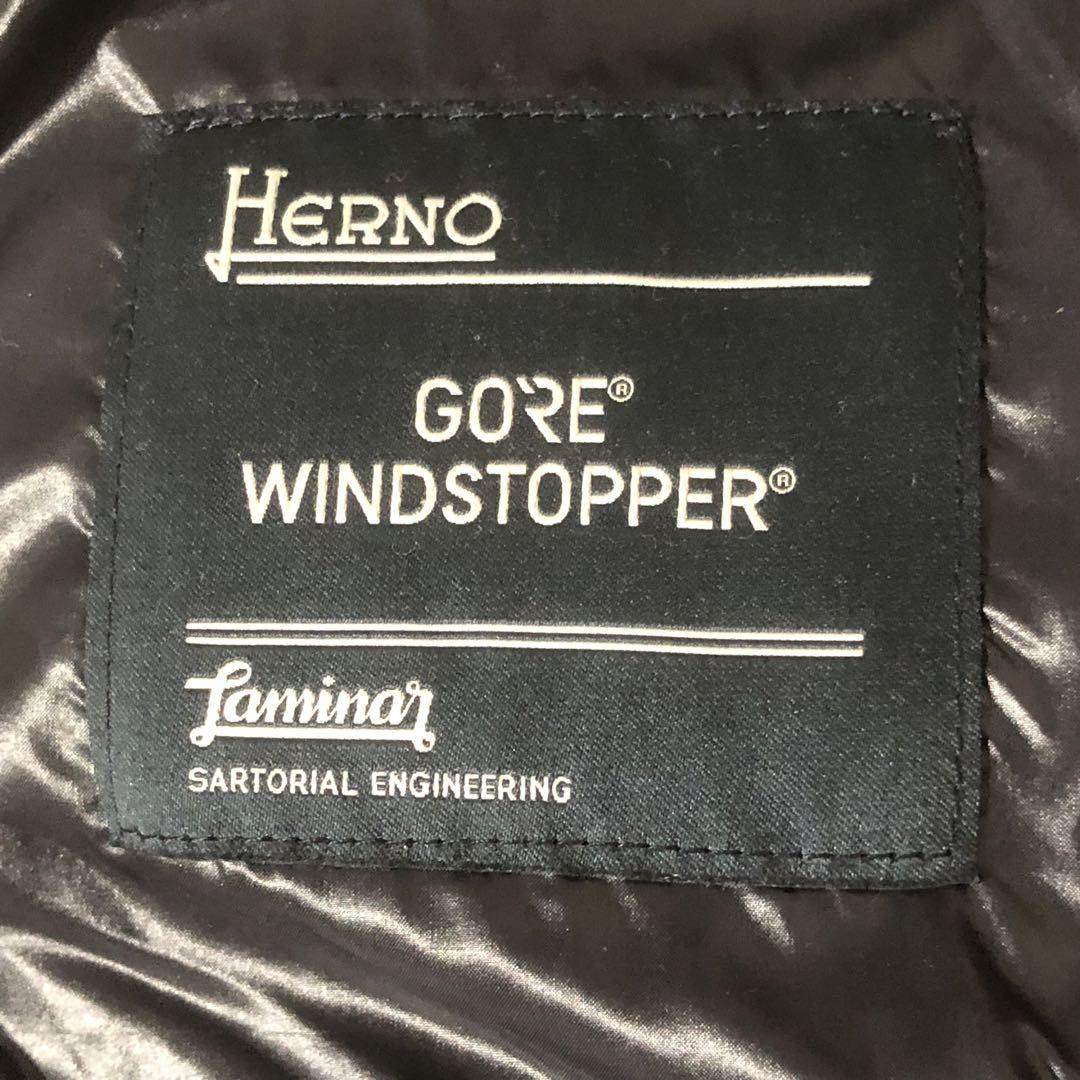 HERNO
GORE®
WINDSTOPPER®
Laminar
SARTORIAL ENGINEERING